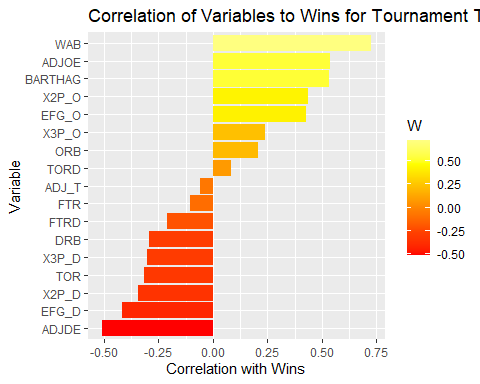 Correlation of Variables to Wins for Tournament T
WAB
ADJOE
BARTHAG
X2P_O
EFG_O
X3P_O
ORB
TORD
ADJ_T
FTR
FTRD
DRB
X3P_D
TOR
X2P_D
EFG_D
ADJDE
Variable
-0.50 -0.25 0.00 0.25 0.50 0.75
Correlation with Wins
W
0.50
0.25
0.00
-0.25
-0.50